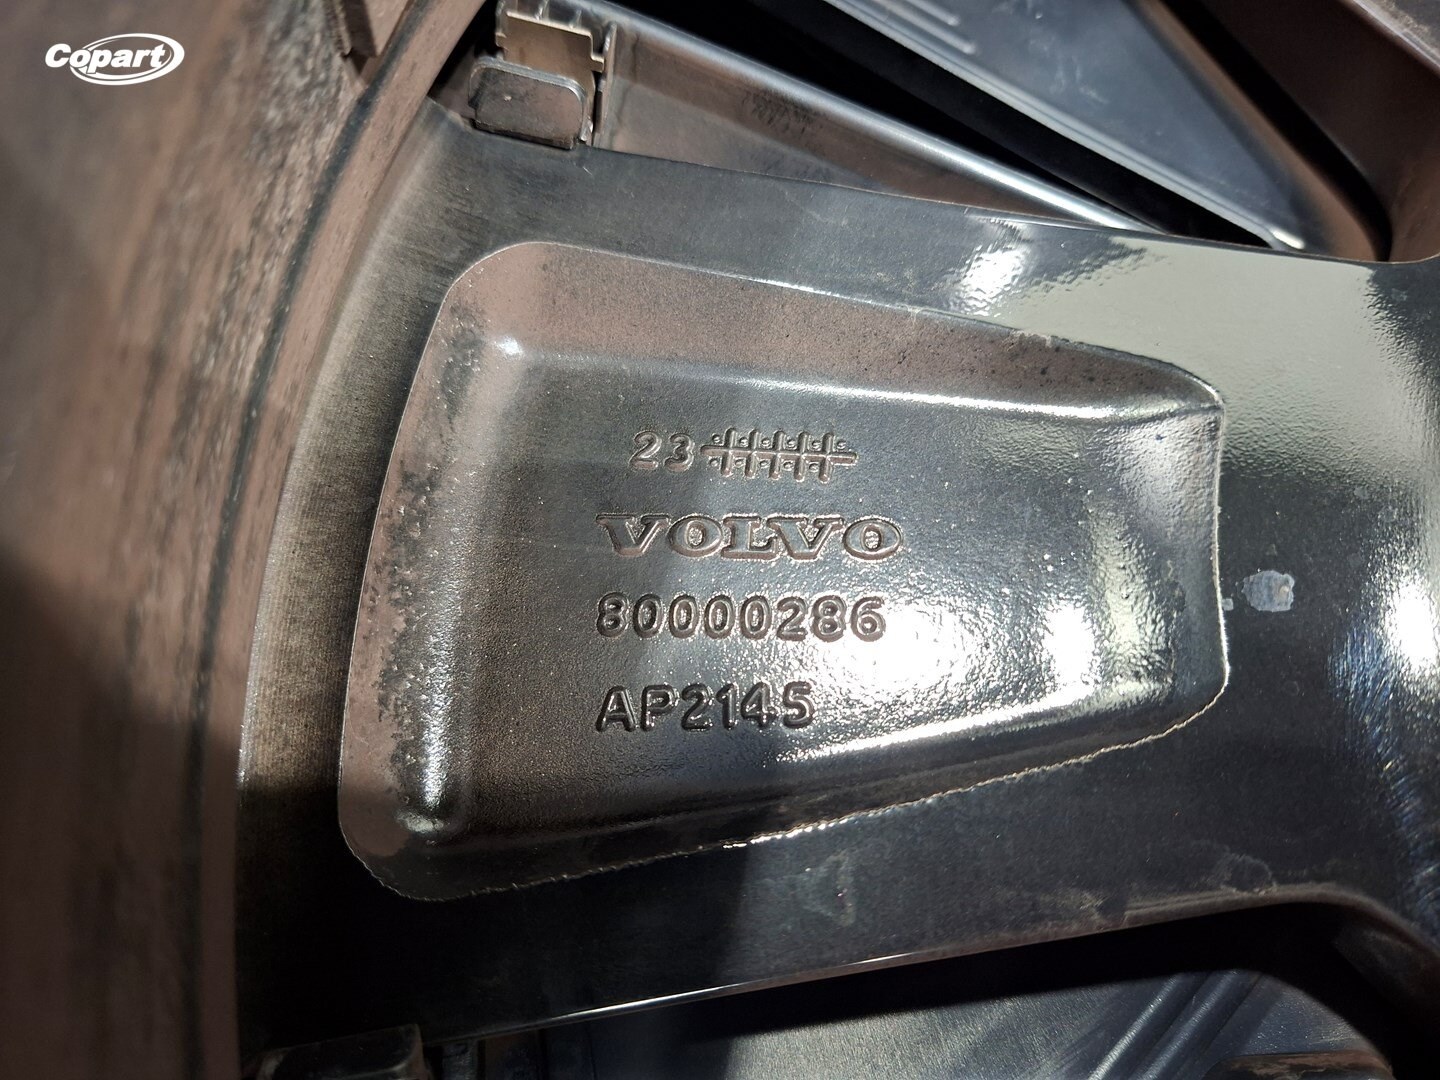 Copart
23
VOLVO
80000286
AP2145